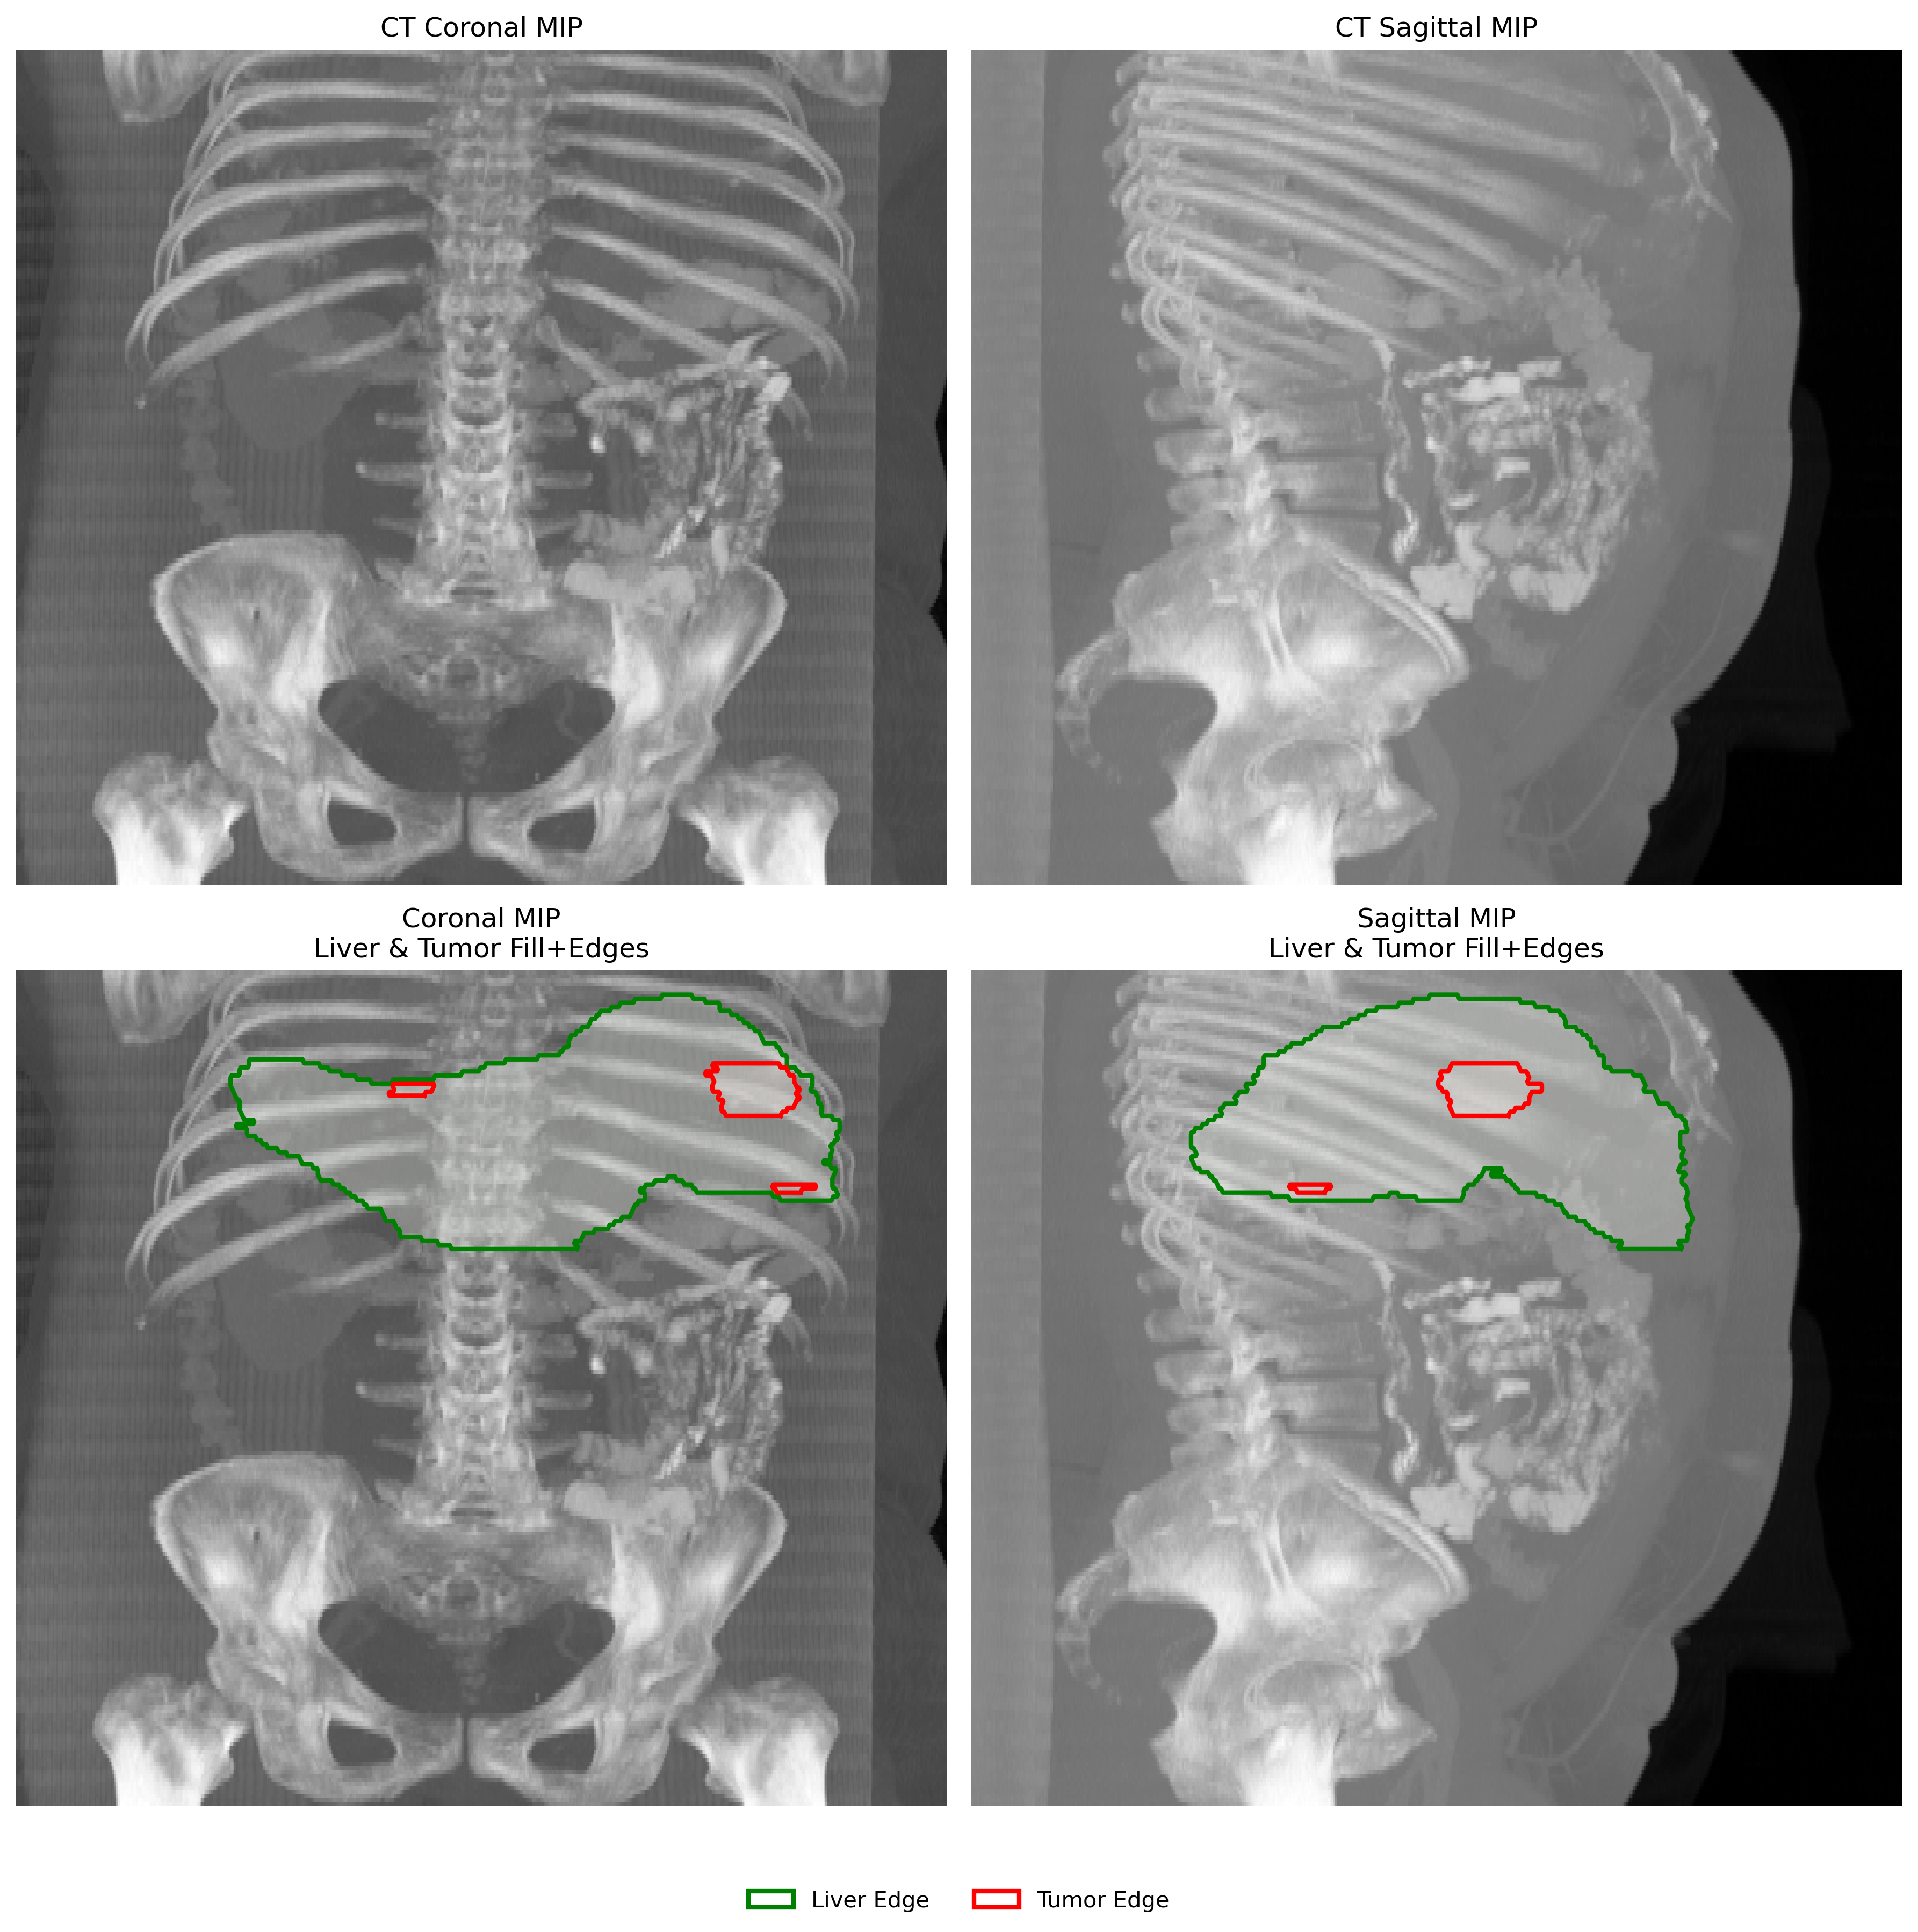 CT Coronal MIP
CT Sagittal MIP
Coronal MIP
Liver & Tumor Fill+Edges
Sagittal MIP
Liver & Tumor Fill+Edges
Liver Edge
Tumor Edge